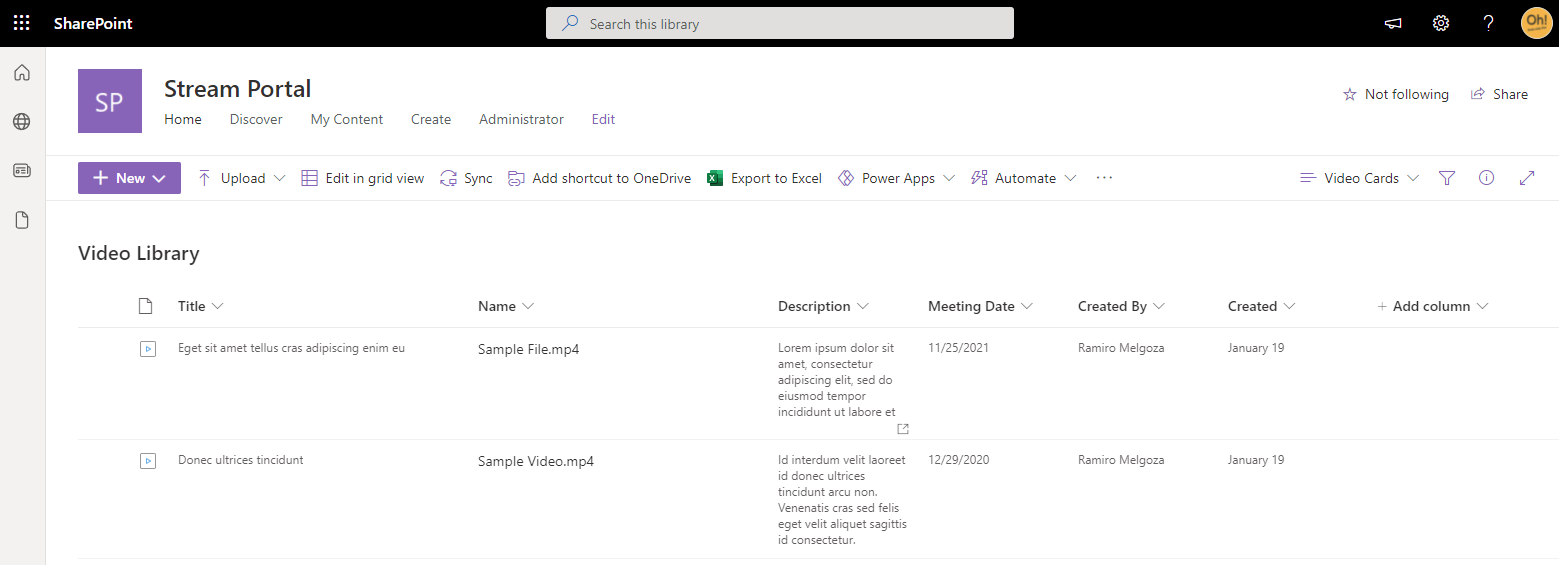 SharePoint
Search this library
?
Oh!
SP
Stream Portal
Not following Share
Home Discover My Content Create Administrator Edit
New Upload Edit in grid view Sync Add shortcut to OneDrive Export to Excel Power Apps Automate ... Video Cards
Video Library
Title Name Description Meeting Date Created By Created + Add column
Eget sit amet tellus cras adipiscing enim eu Sample File.mp4 Lorem ipsum dolor sit 11/25/2021 Ramiro Melgoza January 19
amet, consectetur
adipiscing elit, sed do
eiusmod tempor
incididunt ut labore et
Donec ultrices tincidunt Sample Video.mp4 Id interdum velit laoreet 12/29/2020 Ramiro Melgoza January 19
id donec ultrices
tincidunt arcu non.
Venenatis cras sed felis
eget velit aliquet sagittis
id consectetur.